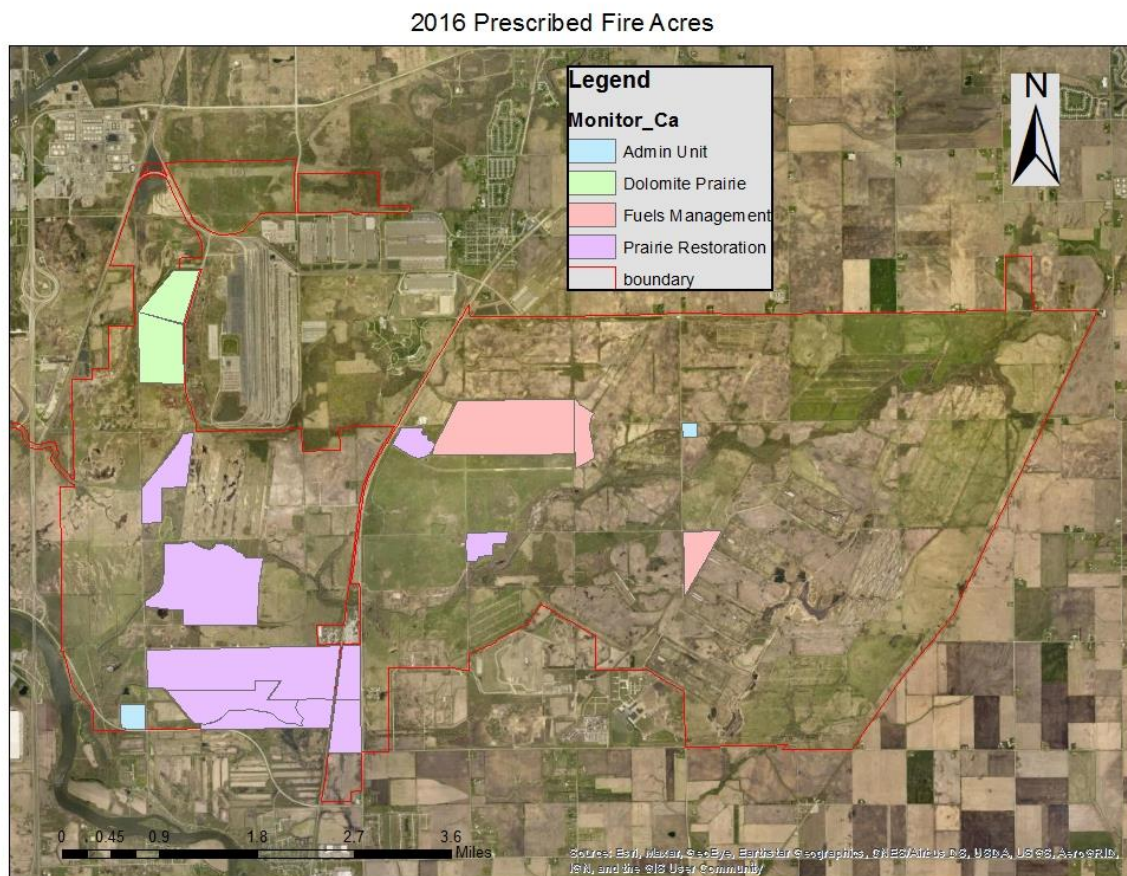 2016 Prescribed Fire Acres
Legend
Monitor_Ca
Admin Unit
Dolomite Prairie
Fuels Management
Prairie Restoration
boundary
N
0 0.45 0.9 1.8 2.7 3.6
Miles
Source: Esri, Maxar, GeoEye, Earthstar Geographics, CNES/Airbus DS, USDA, USGS, AeroGRID,
IGN, and the GIS User Community